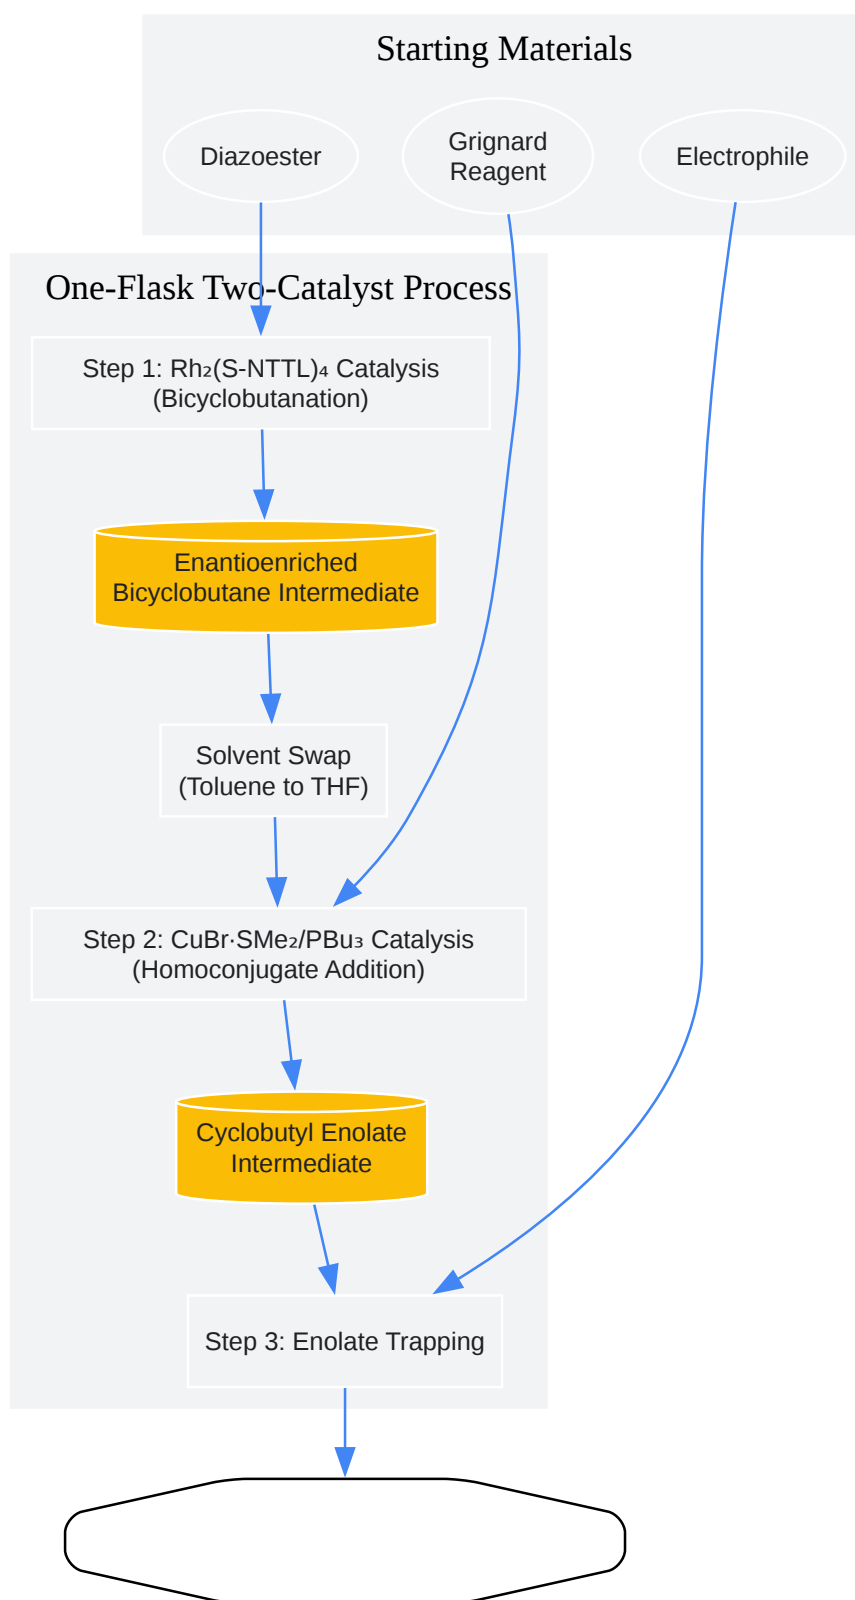 Starting Materials
Diazoester
Grignard
Reagent
Electrophile
One-Flask Two-Catalyst Process
Step 1: Rh₂(S-NTTL)₄ Catalysis
(Bicyclobutanation)
Enantioenriched
Bicyclobutane Intermediate
Solvent Swap
(Toluene to THF)
Step 2: CuBr·SMe₂/PBu₃ Catalysis
(Homoconjugate Addition)
Cyclobutyl Enolate
Intermediate
Step 3: Enolate Trapping